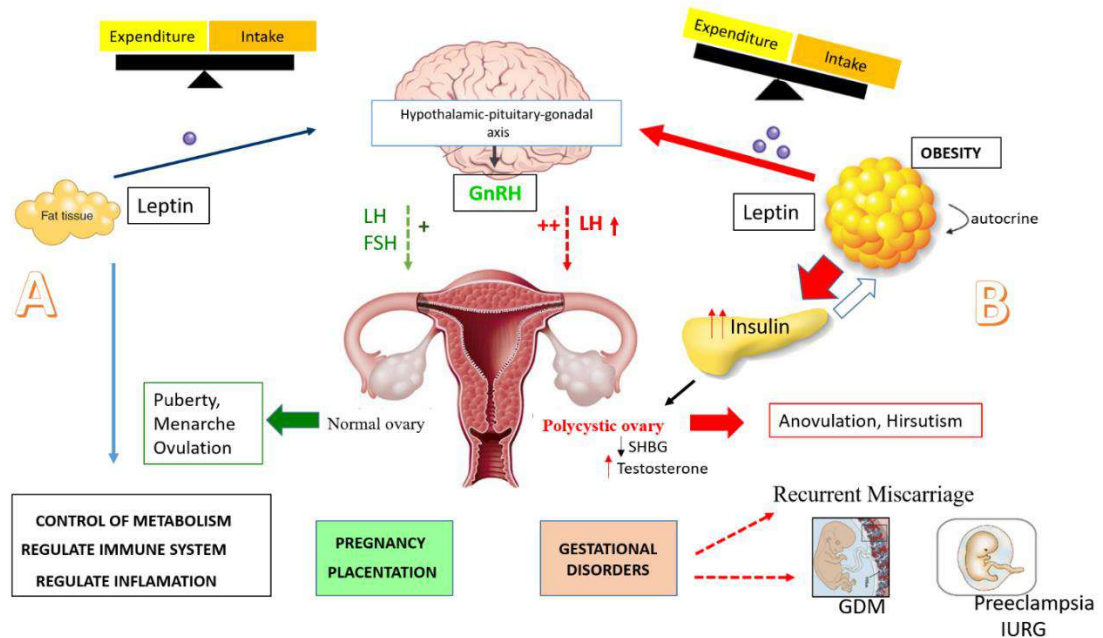 Expenditure
Intake
Expenditure
Intake
Hypothalamic-pituitary-gonadal
axis
GnRH
Fat tissue
Leptin
Leptin
OBESITY
autocrine
LH
FSH
+
++
LH
A
B
Insulin
Puberty,
Menarche
Ovulation
Normal ovary
Polycystic ovary
SHBG
Testosterone
Anovulation, Hirsutism
CONTROL OF METABOLISM
REGULATE IMMUNE SYSTEM
REGULATE INFLAMATION
PREGNANCY
PLACENTATION
GESTATIONAL
DISORDERS
Recurrent Miscarriage
GDM
Preeclampsia
IURG